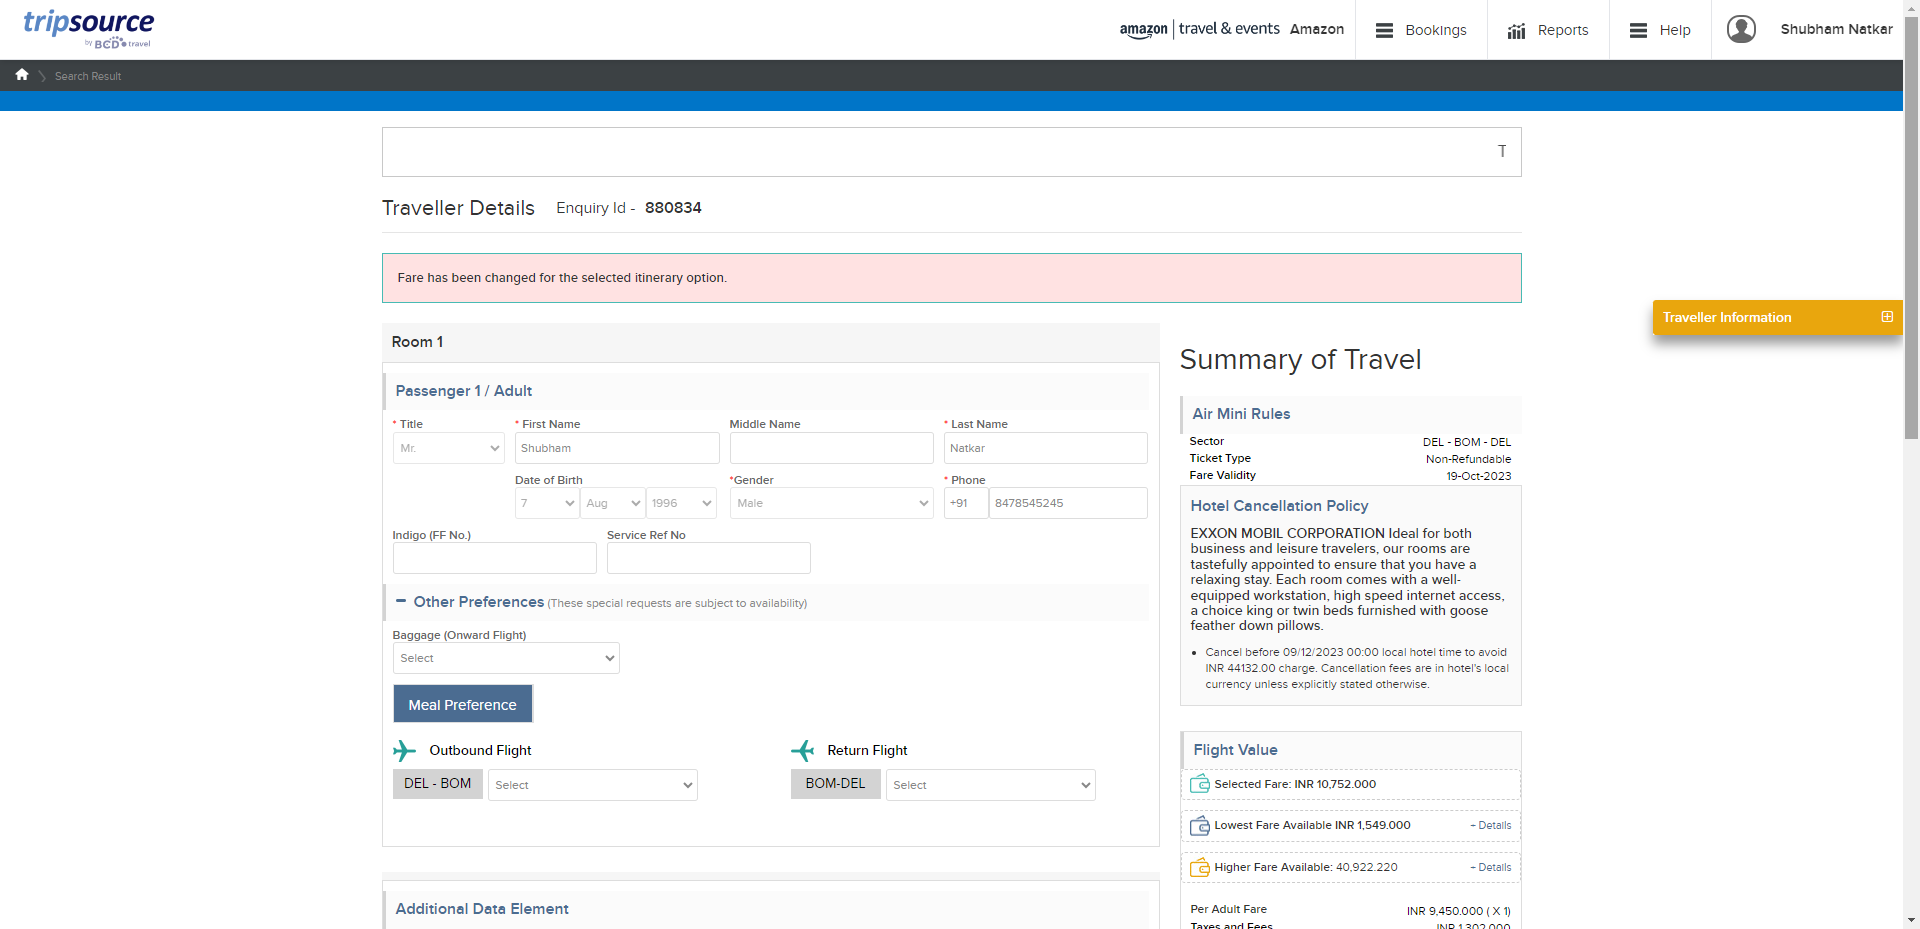 tripsource
by BCD travel
amazon | travel & events Amazon
Bookings
Reports
Help
Shubham Natkar
Search Result
T
Traveller Details Enquiry Id - 880834
Fare has been changed for the selected itinerary option.
Traveller Information
Room 1
Passenger 1 / Adult
* Title * First Name Middle Name * Last Name
Mr. Shubham Natkar
Date of Birth *Gender * Phone
7 Aug 1996 Male +91 8478545245
Indigo (FF No.) Service Ref No
Other Preferences (These special requests are subject to availability)
Baggage (Onward Flight)
Select
Meal Preference
Outbound Flight Return Flight
DEL - BOM Select BOM-DEL Select
Additional Data Element
Summary of Travel
Air Mini Rules
Sector DEL - BOM - DEL
Ticket Type Non-Refundable
Fare Validity 19-Oct-2023
Hotel Cancellation Policy
EXXON MOBIL CORPORATION Ideal for both
business and leisure travelers, our rooms are
tastefully appointed to ensure that you have a
relaxing stay. Each room comes with a well-
equipped workstation, high speed internet access,
a choice king or twin beds furnished with goose
feather down pillows.
• Cancel before 09/12/2023 00:00 local hotel time to avoid
INR 44132.00 charge. Cancellation fees are in hotel's local
currency unless explicitly stated otherwise.
Flight Value
Selected Fare: INR 10,752.000
Lowest Fare Available INR 1,549.000 + Details
Higher Fare Available: 40,922.220 + Details
Per Adult Fare INR 9,450.000 ( X 1)
Taxes and Fees INR 1,302.000